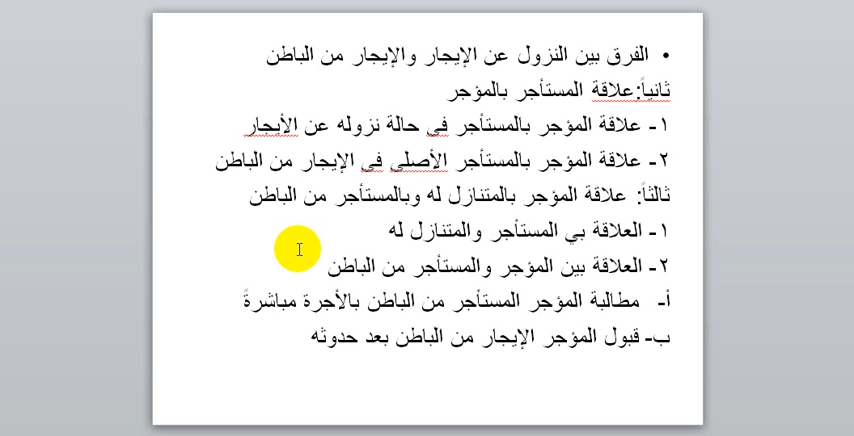 • الفرق بين النزول عن الإيجار والإيجار من الباطن
ثانياً:علاقة المستأجر بالمؤجر
١- علاقة المؤجر بالمستأجر فى حالة نزوله عن الأيجار
٢- علاقة المؤجر بالمستأجر الأصلى فى الإيجار من الباطن
ثالثاً: علاقة المؤجر بالمتنازل له وبالمستأجر من الباطن
١- العلاقة بي المستأجر والمتنازل له
٢- العلاقة بين المؤجر والمستأجر من الباطن
أ- مطالبة المؤجر المستأجر من الباطن بالأجرة مباشرةً
ب- قبول المؤجر الإيجار من الباطن بعد حدوثه